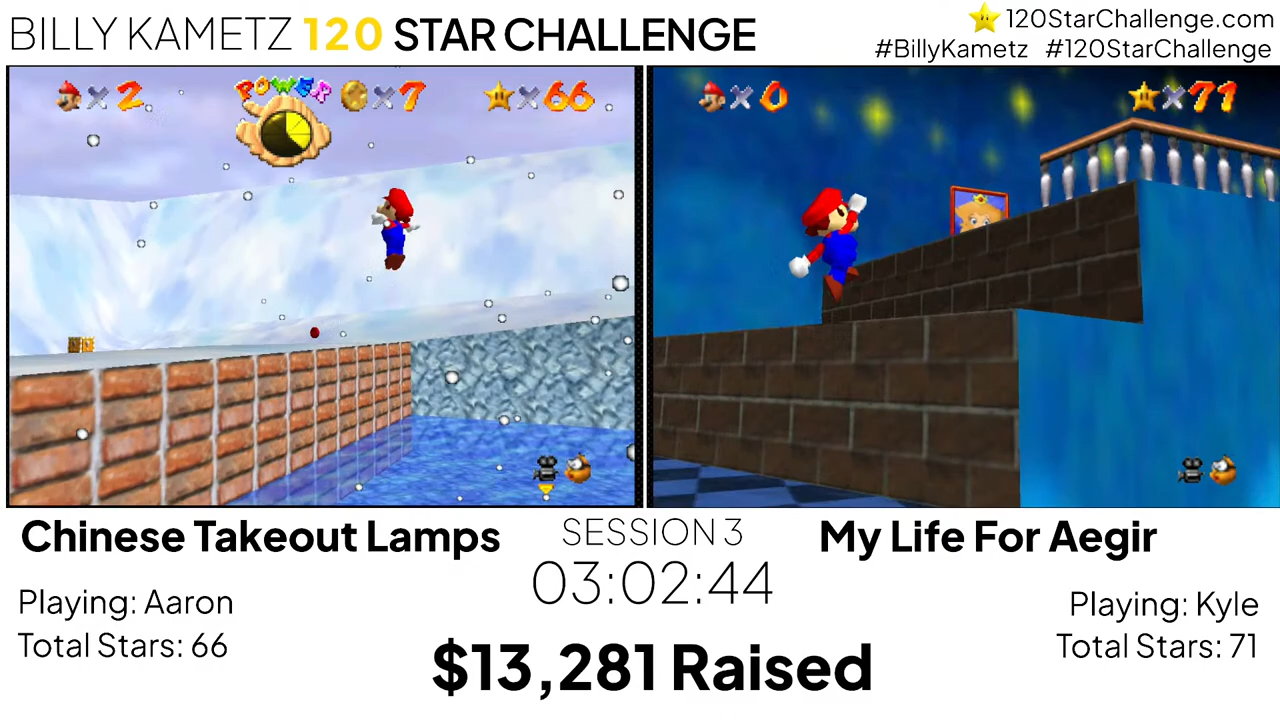 BILLY KAMETZ 120 STAR CHALLENGE
120StarChallenge.com
#BillyKametz #120StarChallenge
× 2
POWER
× 7
× 66
× 0
× 71
Chinese Takeout Lamps
SESSION 3
My Life For Aegir
03:02:44
Playing: Aaron
Total Stars: 66
Playing: Kyle
Total Stars: 71
$13,281 Raised